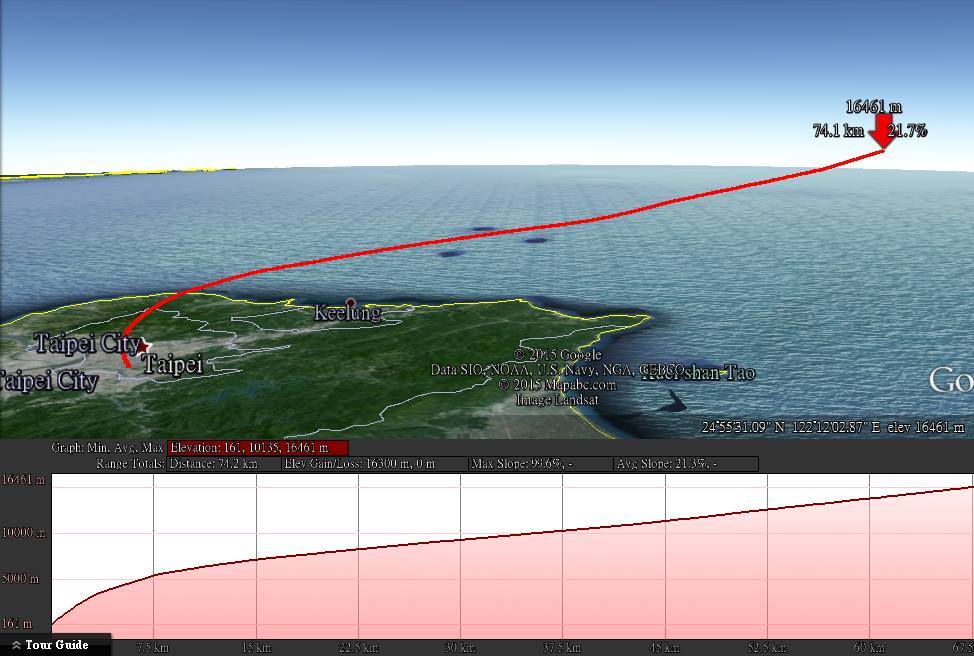 16461 m
74.1 km 21.7%
Keelung
Taipei City
Taipei
Taipei City
© 2015 Google
Data SIO, NOAA, U.S. Navy, NGA, GEBCO
© 2015 Mapabc.com
Image Landsat
Tao
Go
24°55'31.09" N 122°12'02.87" E elev 16461 m
Graph: Min, Avg, Max Elevation: 161, 10135, 16461 m
Range Totals: Distance: 74.2 km Elev Gain/Loss: 16300 m, 0 m Max Slope: 99.6%, - Avg Slope: 21.3%, -
16461 m
10000 m
5000 m
161 m
Tour Guide 7.5 km 15 km 22.5 km 30 km 37.5 km 45 km 52.5 km 60 km 67.5